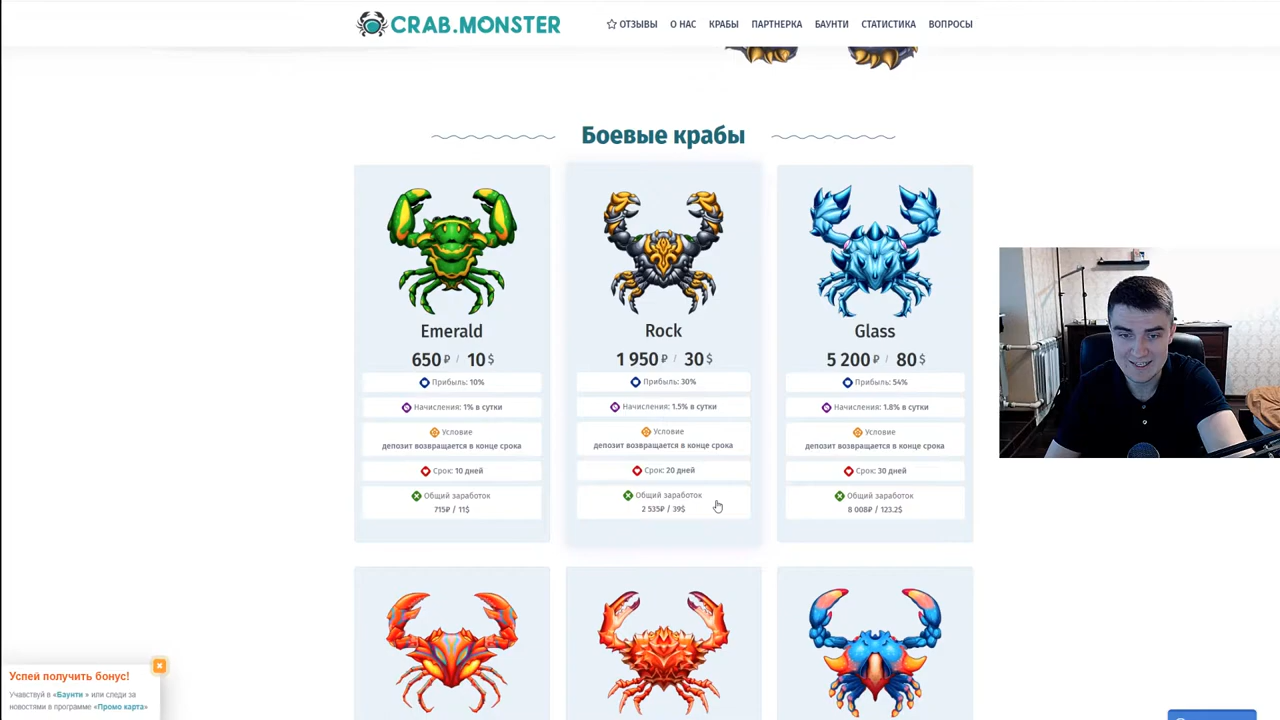 CRAB.MONSTER
ОТЗЫВЫ О НАС КРАБЫ ПАРТНЕРКА БАУНТИ СТАТИСТИКА ВОПРОСЫ
Боевые крабы
Emerald
650 ₽ / 10 $
Прибыль: 10%
Начисления: 1% в сутки
Условие
депозит возвращается в конце срока
Срок: 10 дней
Общий заработок
715₽ / 11$
Rock
1 950 ₽ / 30 $
Прибыль: 30%
Начисления: 1.5% в сутки
Условие
депозит возвращается в конце срока
Срок: 20 дней
Общий заработок
2 535₽ / 39$
Glass
5 200 ₽ / 80 $
Прибыль: 54%
Начисления: 1.8% в сутки
Условие
депозит возвращается в конце срока
Срок: 30 дней
Общий заработок
8 008₽ / 123.2$
Успей получить бонус!
Учавствуй в «Баунти » или следи за
новостями в программе «Промо карта»